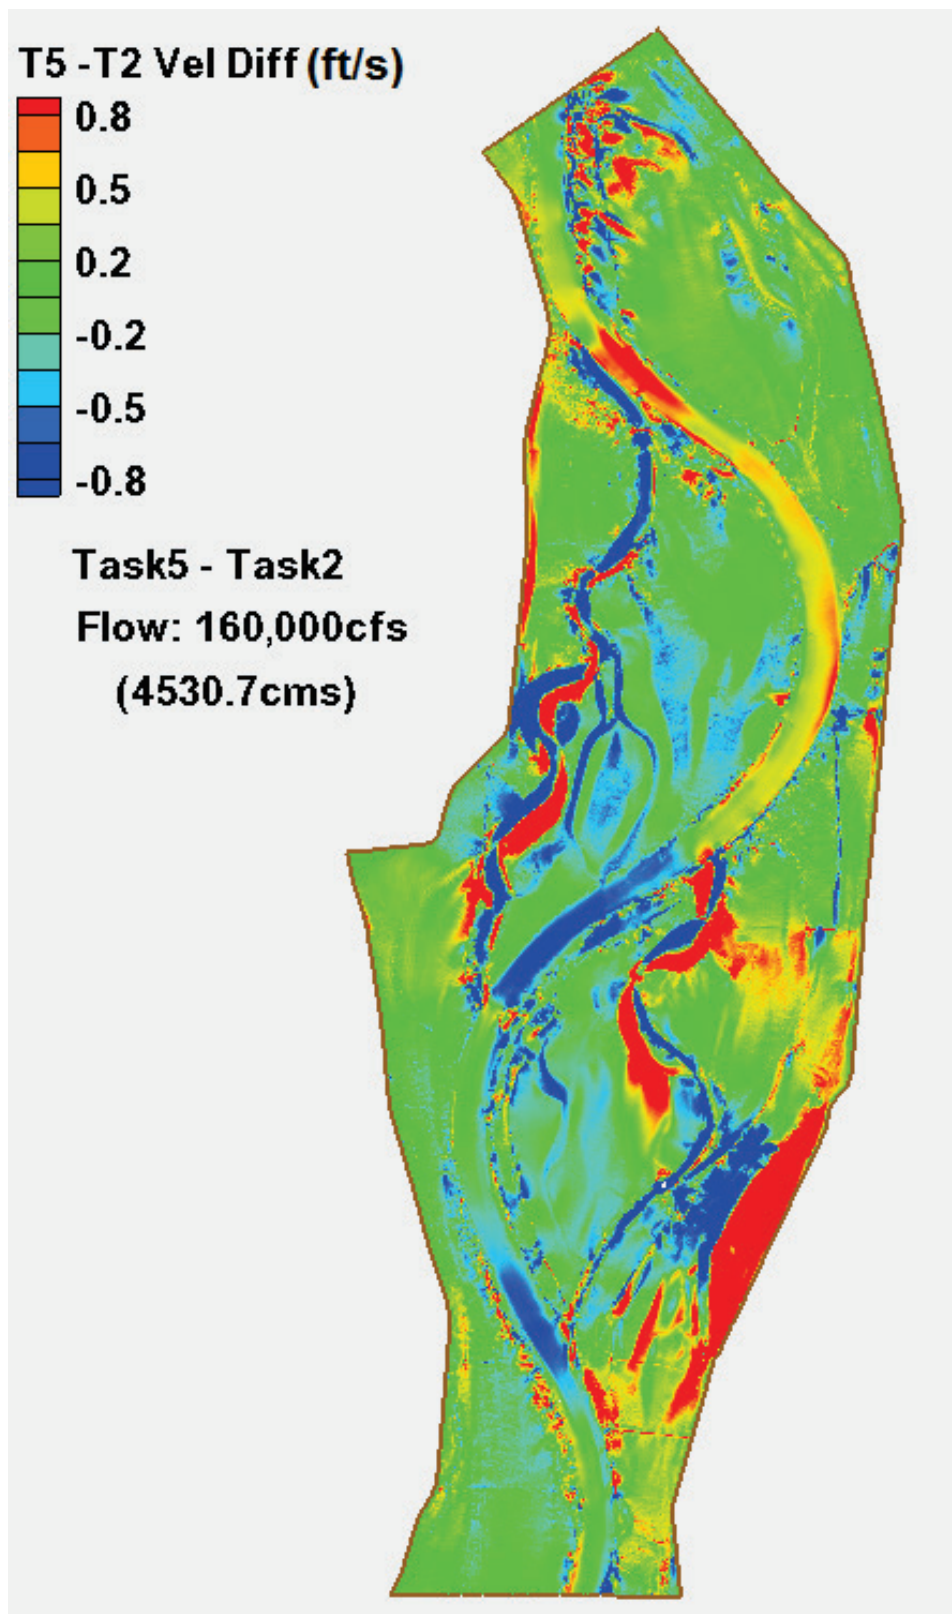 T5 -T2 Vel Diff (ft/s)
0.8
0.5
0.2
-0.2
-0.5
-0.8
Task5 - Task2
Flow: 160,000cfs
(4530.7cms)